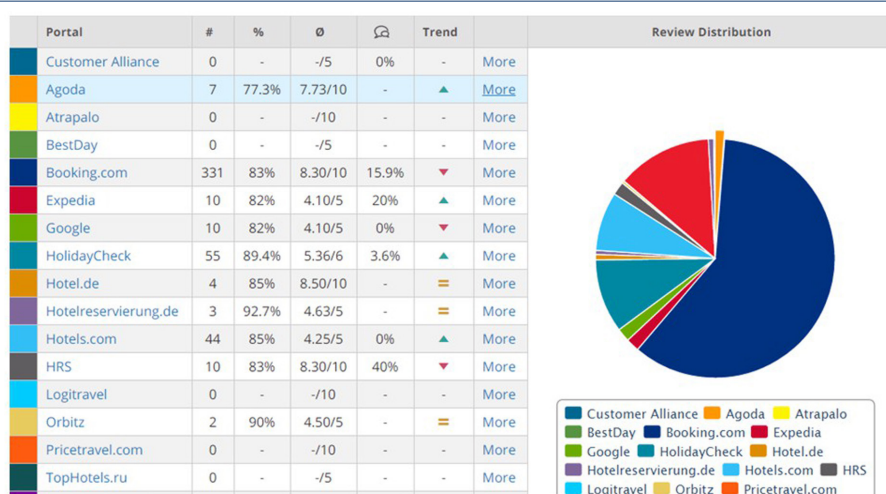 Portal # % Ø Trend Review Distribution
Customer Alliance 0 - -/5 0% - More
Agoda 7 77.3% 7.73/10 - More
Atrapalo 0 - -/10 - - More
BestDay 0 - -/5 - - More
Booking.com 331 83% 8.30/10 15.9% More
Expedia 10 82% 4.10/5 20% More
Google 10 82% 4.10/5 0% More
HolidayCheck 55 89.4% 5.36/6 3.6% More
Hotel.de 4 85% 8.50/10 - = More
Hotelreservierung.de 3 92.7% 4.63/5 - = More
Hotels.com 44 85% 4.25/5 0% More
HRS 10 83% 8.30/10 40% More
Logitravel 0 - -/10 - - More
Orbitz 2 90% 4.50/5 - = More
Pricetravel.com 0 - -/10 - - More
TopHotels.ru 0 - -/5 - - More
Customer Alliance Agoda Atrapalo
BestDay Booking.com Expedia
Google HolidayCheck Hotel.de
Hotelreservierung.de Hotels.com HRS
Logitravel Orbitz Pricetravel.com